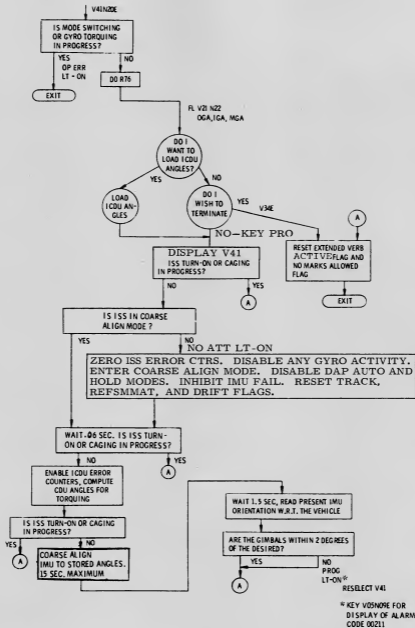 V41N20E
IS MODE SWITCHING
OR GYRO TORQUING
IN PROGRESS?
YES
OP ERR
LT-ON
NO
EXIT
DO R76
FL V21 N22
OGA,IGA, MGA
DO I
WANT TO
LOAD ICDU
ANGLES?
YES
NO
LOAD
ICDU AN-
GLES
DO I
WISH TO
TERMINATE
YES
V34E
NO-KEY PRO
A
RESET EXTENDED VERB
ACTIVE FLAG AND
NO MARKS ALLOWED
FLAG
EXIT
DISPLAY V41
ISS TURN-ON OR CAGING
IN PROGRESS?
NO
YES
A
IS ISS IN COARSE
ALIGN MODE?
YES
NO
NO ATT LT-ON
ZERO ISS ERROR CTRS. DISABLE ANY GYRO ACTIVITY.
ENTER COARSE ALIGN MODE. DISABLE DAP AUTO AND
HOLD MODES. INHIBIT IMU FAIL. RESET TRACK,
REFSMMAT, AND DRIFT FLAGS.
WAIT .06 SEC. IS ISS TURN-
ON OR CAGING IN PROGRESS?
NO
YES
A
ENABLE ICDU ERROR
COUNTERS, COMPUTE
CDU ANGLES FOR
TORQUING
IS ISS TURN-ON OR CAGING
IN PROGRESS?
YES
NO
A
COARSE ALIGN
IMU TO STORED ANGLES.
15 SEC. MAXIMUM
WAIT 1.5 SEC, READ PRESENT IMU
ORIENTATION W.R.T. THE VEHICLE
ARE THE GIMBALS WITHIN 2 DEGREES
OF THE DESIRED?
YES
NO
PROG
LT-ON*
A
RESELECT V41
* KEY V05N09E FOR
DISPLAY OF ALARM
CODE 00211